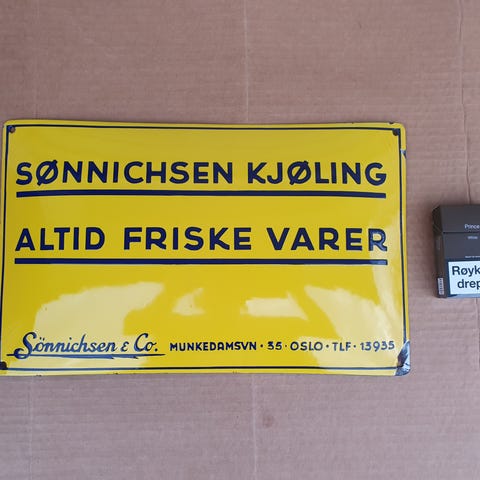 SØNNICHSEN KJØLING
ALTID FRISKE VARER
Sönnichsen & Co. MUNKEDAMSVN · 35 · OSLO · TLF · 13935
Prince
Røyk
drep